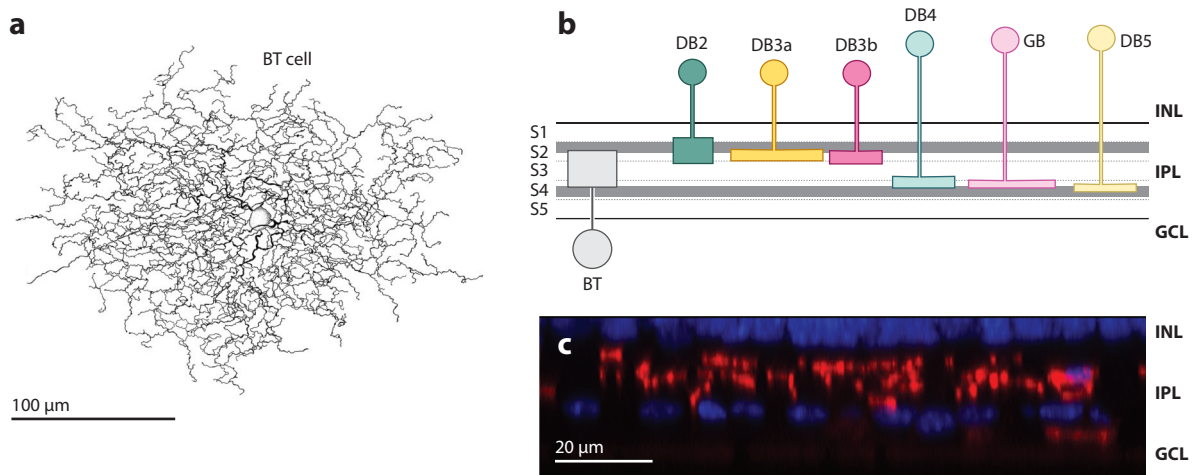 a
BT cell
100 µm
b
DB2
DB3a
DB3b
DB4
GB
DB5
INL
S1
S2
S3
IPL
S4
S5
GCL
BT
c
INL
IPL
20 µm
GCL